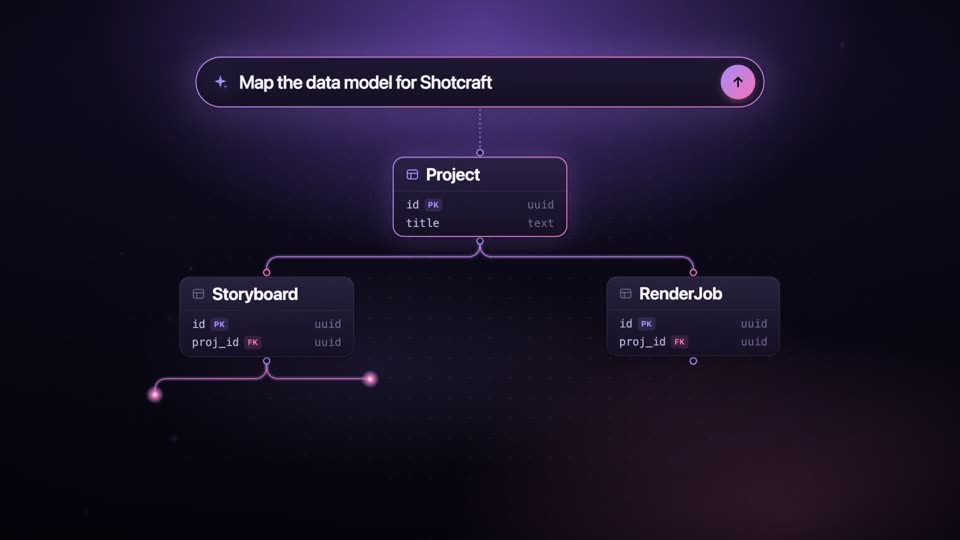 Map the data model for Shotcraft
Project
id PK uuid
title text
Storyboard
id PK uuid
proj_id FK uuid
RenderJob
id PK uuid
proj_id FK uuid